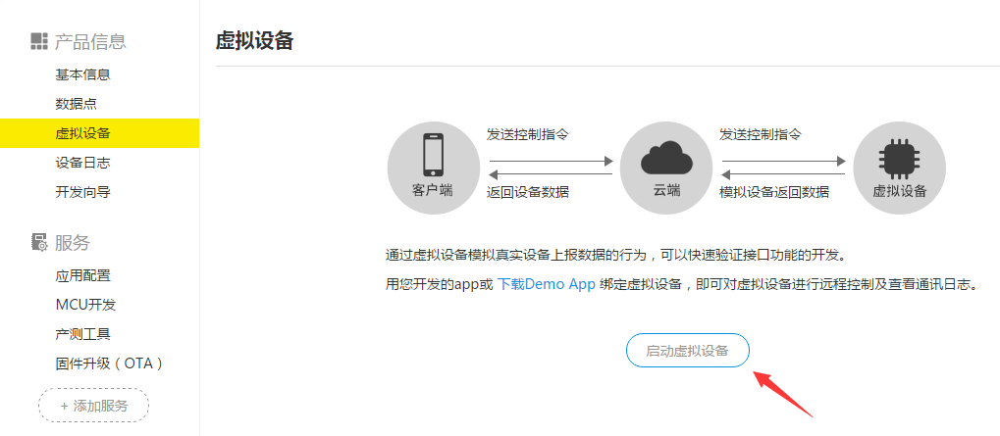 产品信息
基本信息
数据点
虚拟设备
设备日志
开发向导
服务
应用配置
MCU开发
产测工具
固件升级（OTA）
+ 添加服务
虚拟设备
发送控制指令
发送控制指令
客户端
云端
虚拟设备
返回设备数据
模拟设备返回数据
通过虚拟设备模拟真实设备上报数据的行为，可以快速验证接口功能的开发。
用您开发的app或 下载Demo App 绑定虚拟设备，即可对虚拟设备进行远程控制及查看通讯日志。
启动虚拟设备